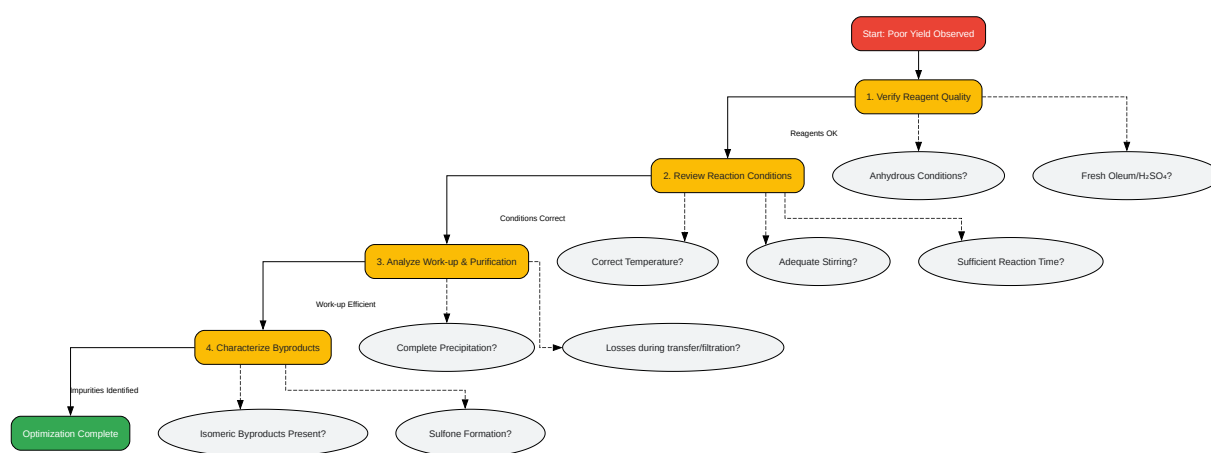 Start: Poor Yield Observed
1. Verify Reagent Quality
Reagents OK
2. Review Reaction Conditions
Anhydrous Conditions?
Fresh Oleum/H₂SO₄?
Conditions Correct
3. Analyze Work-up & Purification
Correct Temperature?
Adequate Stirring?
Sufficient Reaction Time?
Work-up Efficient
4. Characterize Byproducts
Complete Precipitation?
Losses during transfer/filtration?
Impurities Identified
Optimization Complete
Isomeric Byproducts Present?
Sulfone Formation?